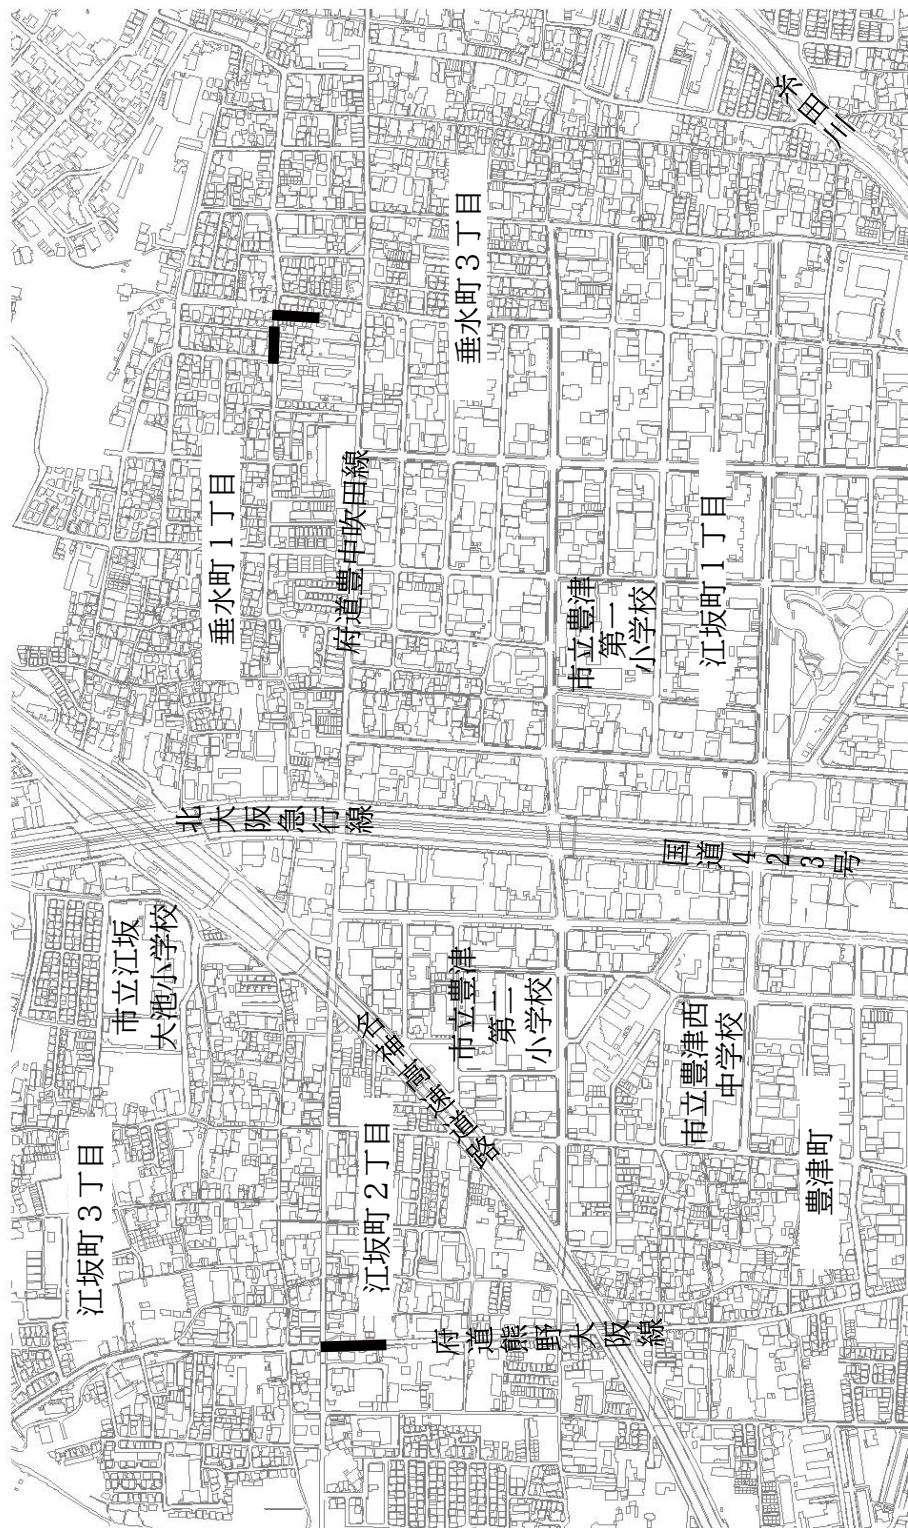 糸田川
垂水町３丁目
垂水町１丁目
府道豊中吹田線
市立豊津
第一
小学校
江坂町１丁目
北大阪急行線
国道４２３号
市立江坂
大池小学校
名神高速道路
市立豊津
第二
小学校
市立豊津西
中学校
江坂町３丁目
江坂町２丁目
豊津町
府道熊野大阪線